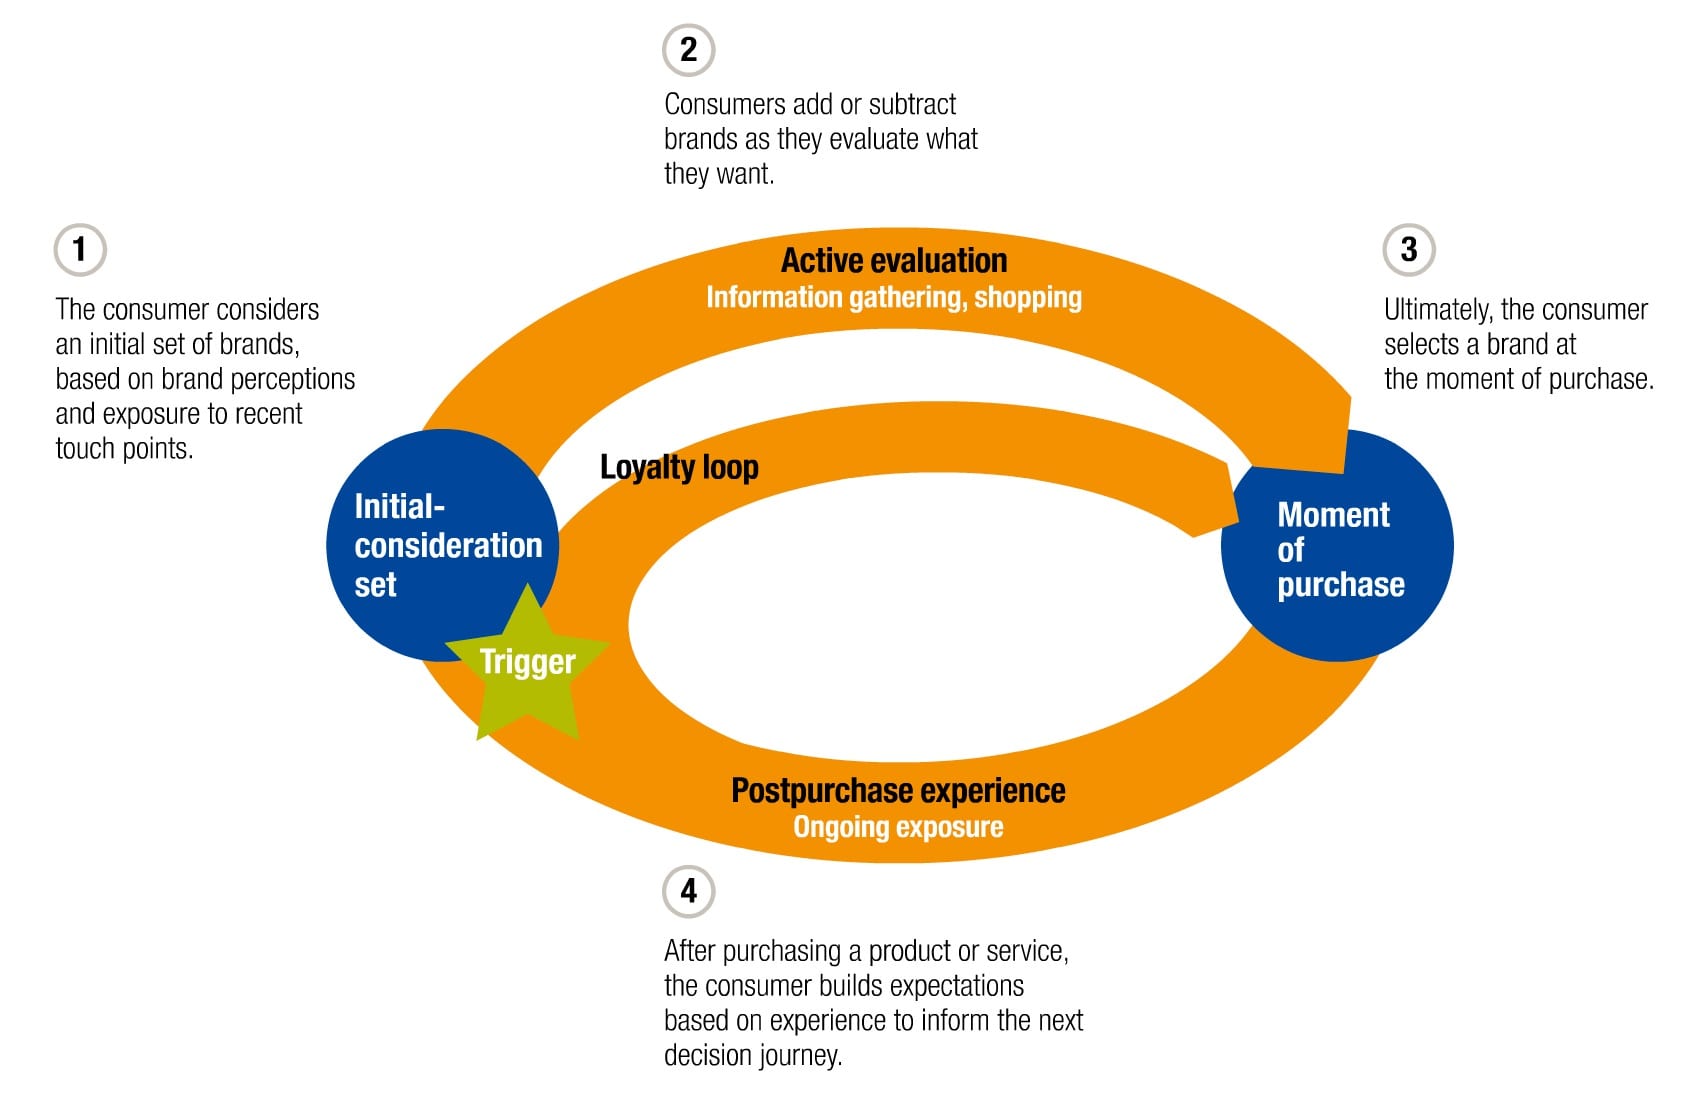 1
The consumer considers
an initial set of brands,
based on brand perceptions
and exposure to recent
touch points.
2
Consumers add or subtract
brands as they evaluate what
they want.
3
Ultimately, the consumer
selects a brand at
the moment of purchase.
Active evaluation
Information gathering, shopping
Loyalty loop
Initial-
consideration
set
Trigger
Moment
of
purchase
Postpurchase experience
Ongoing exposure
4
After purchasing a product or service,
the consumer builds expectations
based on experience to inform the next
decision journey.